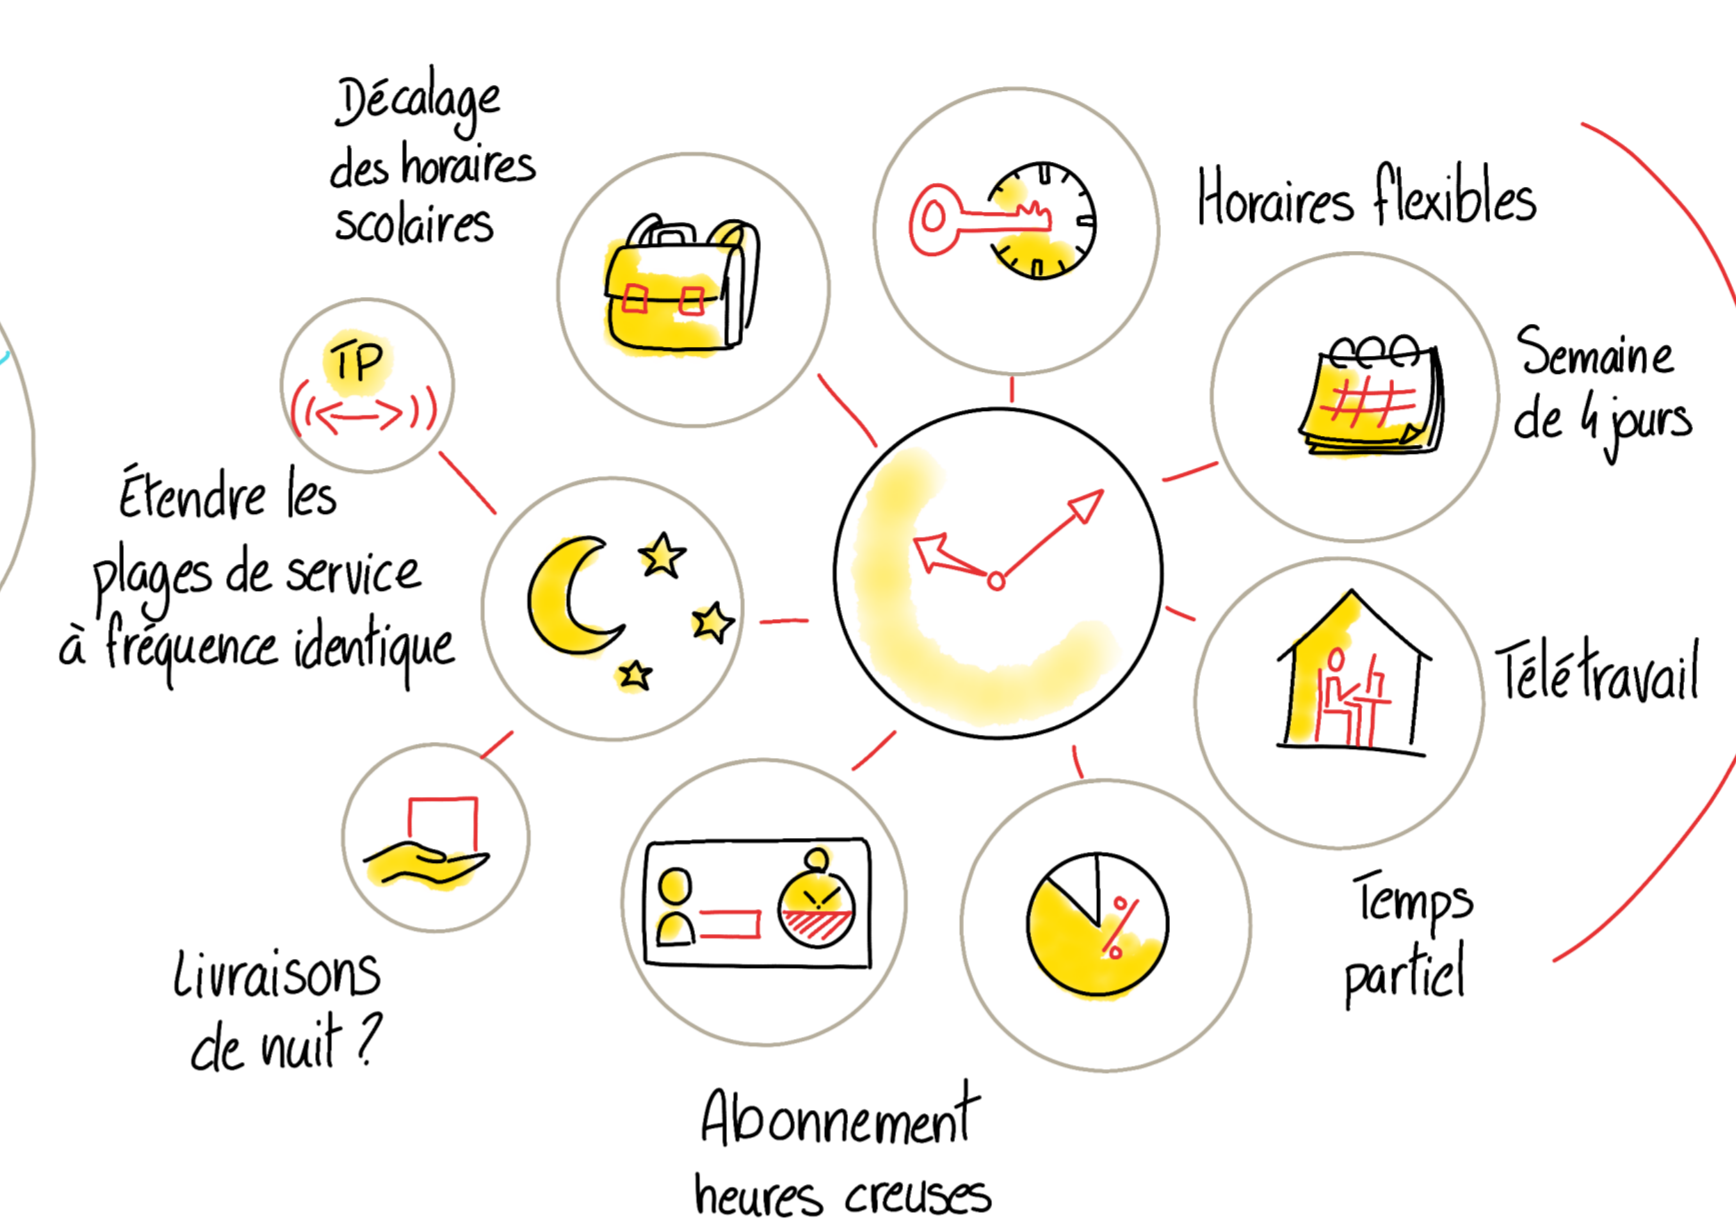 Décalage
des horaires
scolaires
Horaires flexibles
Semaine
de 4 jours
TP
Étendre les
plages de service
à fréquence identique
Télétravail
Temps
partiel
%
Livraisons
de nuit ?
Abonnement
heures creuses